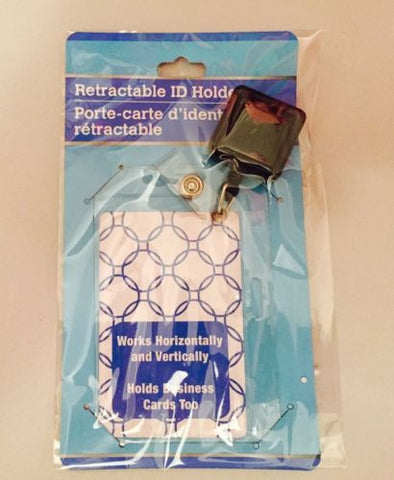 Retractable ID Holde
Porte-carte d'ident
rétractable
Works Horizontally
and Vertically
Holds Business
Cards Too